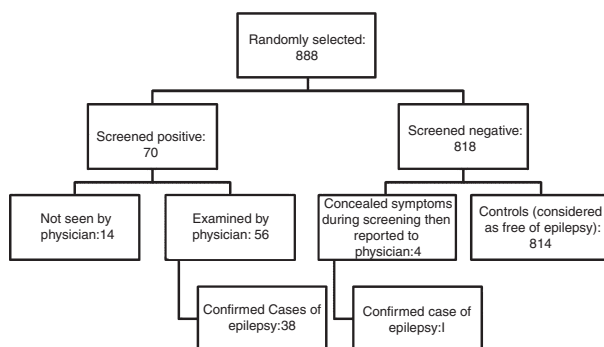 Randomly selected:
888
Screened positive:
70
Screened negative:
818
Not seen by
physician:14
Examined by
physician: 56
Concealed symptoms
during screening then
reported to
physician:4
Controls (considered
as free of epilepsy):
814
Confirmed Cases of
epilepsy:38
Confirmed case of
epilepsy:I